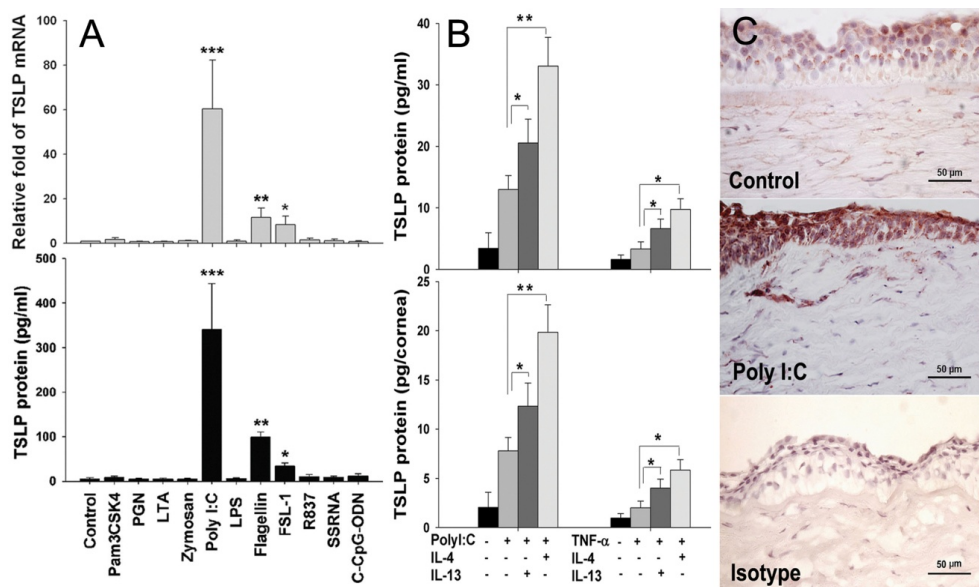 A
Relative fold of TSLP mRNA
100
80
60
40
20
0
***
**
*
TSLP protein (pg/ml)
500
400
300
200
100
0
***
**
*
Control
Pam3CSK4
PGN
LTA
Zymosan
Poly I:C
LPS
Flagellin
FSL-1
R837
SSRNA
C-CpG-ODN
B
TSLP protein (pg/ml)
40
30
20
10
0
**
*
*
*
TSLP protein (pg/cornea)
25
20
15
10
5
0
**
*
*
*
PolyI:C - + + + TNF-α - + + +
IL-4 - - - + IL-4 - - - +
IL-13 - - + - IL-13 - - + -
C
50 µm
Control
Poly I:C
50 µm
50 µm
Isotype